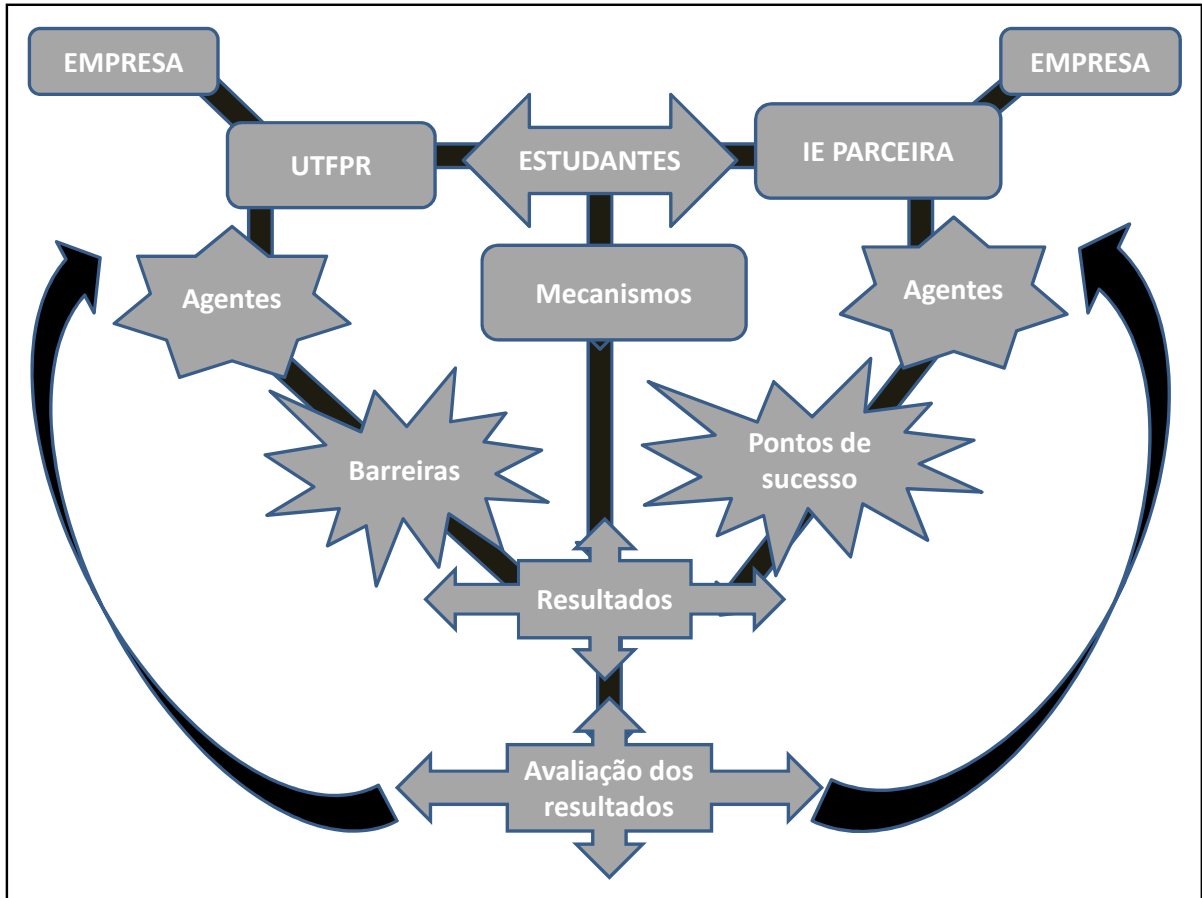 EMPRESA
EMPRESA
UTFPR
ESTUDANTES
IE PARCEIRA
Agentes
Mecanismos
Agentes
Barreiras
Pontos de
sucesso
Resultados
Avaliação dos
resultados